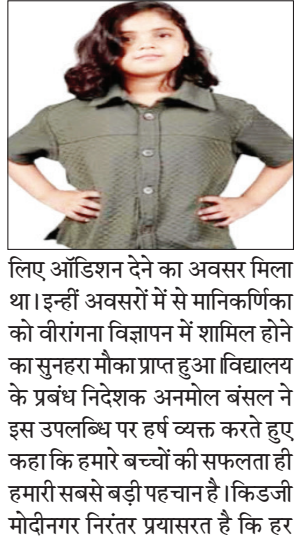 लिए ऑडिशन देने का अवसर मिला
था। इन्हीं अवसरों में से मानिकर्णिका
को वीरांगना विज्ञापन में शामिल होने
का सुनहरा मौका प्राप्त हुआ।विद्यालय
के प्रबंध निदेशक अनमोल बंसल ने
इस उपलब्धि पर हर्ष व्यक्त करते हुए
कहा कि हमारे बच्चों की सफलता ही
हमारी सबसे बड़ी पहचान है। किडजी
मोदीनगर निरंतर प्रयासरत है कि हर